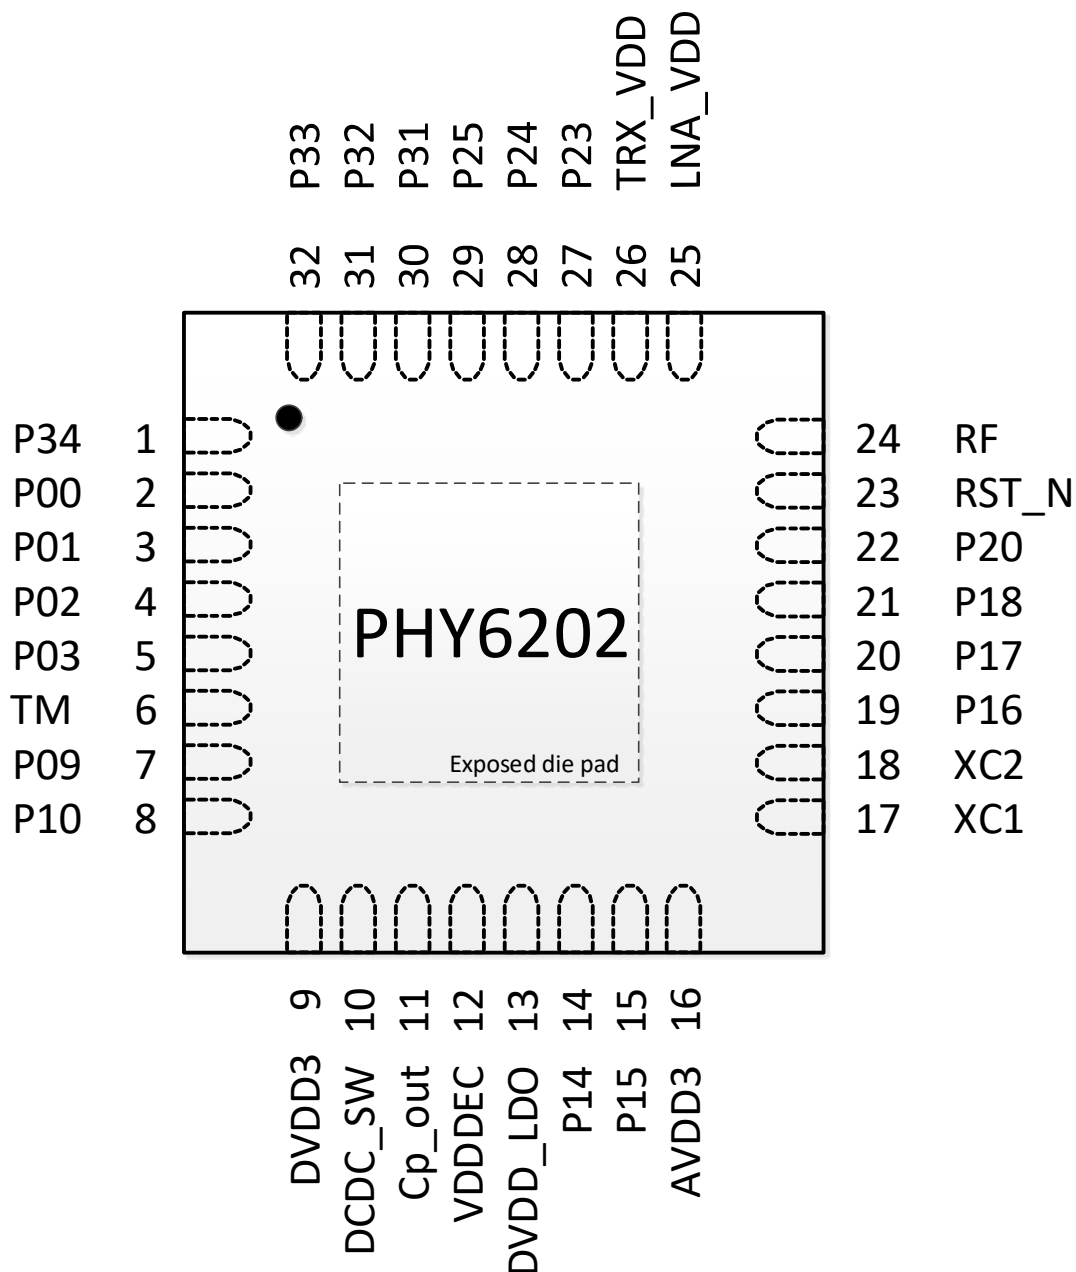 P33 P32 P31 P25 P24 P23 TRX_VDD LNA_VDD
32 31 30 29 28 27 26 25
P34 1 24 RF
P00 2 23 RST_N
P01 3 22 P20
P02 4 21 P18
P03 5 20 P17
PHY6202
TM 6 19 P16
P09 7 18 XC2
Exposed die pad
P10 8 17 XC1
9 10 11 12 13 14 15 16
DVDD3 DCDC_SW Cp_out VDDDEC DVDD_LDO P14 P15 AVDD3